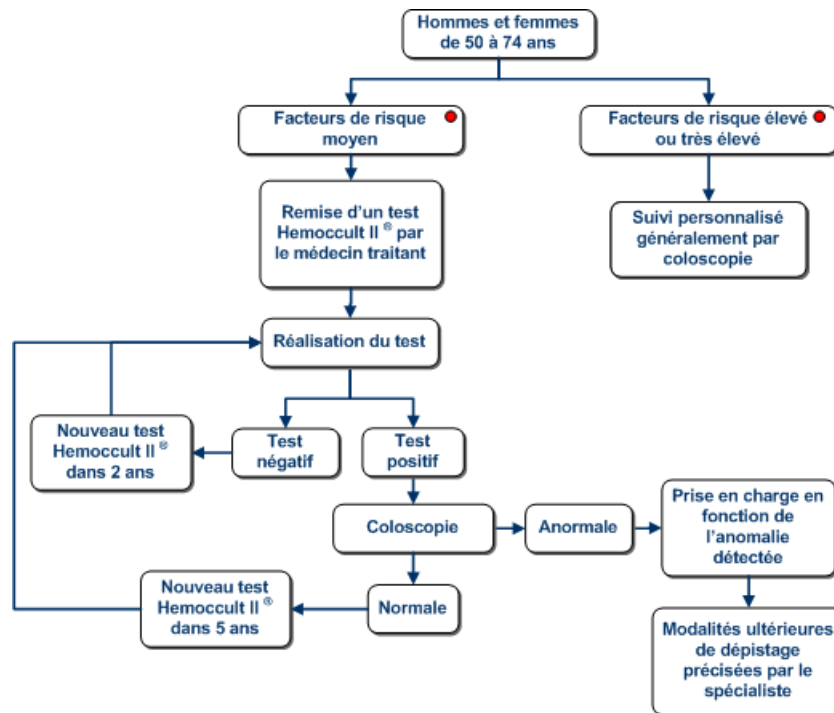 Hommes et femmes
de 50 à 74 ans
Facteurs de risque
moyen
Facteurs de risque élevé
ou très élevé
Remise d'un test
Hemoccult II ® par
le médecin traitant
Suivi personnalisé
généralement par
coloscopie
Réalisation du test
Nouveau test
Hemoccult II ®
dans 2 ans
Test
négatif
Test
positif
Coloscopie
Anormale
Prise en charge en
fonction de
l'anomalie
détectée
Nouveau test
Hemoccult II ®
dans 5 ans
Normale
Modalités ultérieures
de dépistage
précisées par le
spécialiste